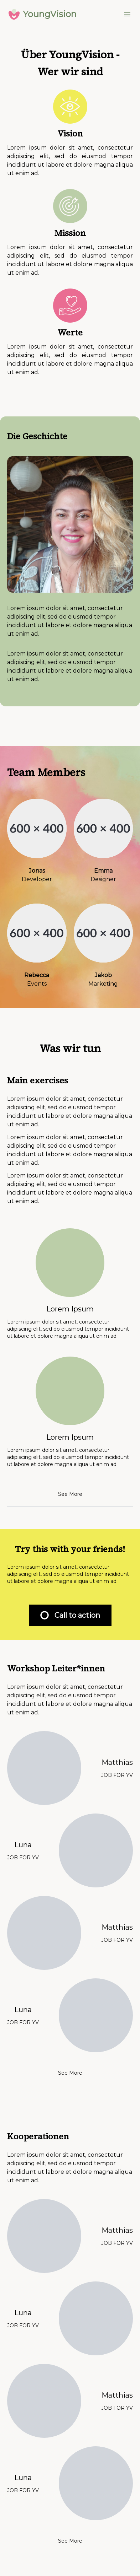 YoungVision
Über YoungVision -
Wer wir sind
Vision
Lorem ipsum dolor sit amet, consectetur
adipiscing elit, sed do eiusmod tempor
incididunt ut labore et dolore magna aliqua
ut enim ad.
Mission
Lorem ipsum dolor sit amet, consectetur
adipiscing elit, sed do eiusmod tempor
incididunt ut labore et dolore magna aliqua
ut enim ad.
Werte
Lorem ipsum dolor sit amet, consectetur
adipiscing elit, sed do eiusmod tempor
incididunt ut labore et dolore magna aliqua
ut enim ad.
Die Geschichte
Lorem ipsum dolor sit amet, consectetur
adipiscing elit, sed do eiusmod tempor
incididunt ut labore et dolore magna aliqua
ut enim ad.
Lorem ipsum dolor sit amet, consectetur
adipiscing elit, sed do eiusmod tempor
incididunt ut labore et dolore magna aliqua
ut enim ad.
Team Members
600 × 400 600 × 400
Jonas Emma
Developer Designer
600 × 400 600 × 400
Rebecca Jakob
Events Marketing
Was wir tun
Main exercises
Lorem ipsum dolor sit amet, consectetur
adipiscing elit, sed do eiusmod tempor
incididunt ut labore et dolore magna aliqua
ut enim ad.
Lorem ipsum dolor sit amet, consectetur
adipiscing elit, sed do eiusmod tempor
incididunt ut labore et dolore magna aliqua
ut enim ad.
Lorem ipsum dolor sit amet, consectetur
adipiscing elit, sed do eiusmod tempor
incididunt ut labore et dolore magna aliqua
ut enim ad.
Lorem Ipsum
Lorem ipsum dolor sit amet, consectetur
adipiscing elit, sed do eiusmod tempor incididunt
ut labore et dolore magna aliqua ut enim ad.
Lorem Ipsum
Lorem ipsum dolor sit amet, consectetur
adipiscing elit, sed do eiusmod tempor incididunt
ut labore et dolore magna aliqua ut enim ad.
See More
Try this with your friends!
Lorem ipsum dolor sit amet, consectetur
adipiscing elit, sed do eiusmod tempor incididunt
ut labore et dolore magna aliqua ut enim ad.
Call to action
Workshop Leiter*innen
Lorem ipsum dolor sit amet, consectetur
adipiscing elit, sed do eiusmod tempor
incididunt ut labore et dolore magna aliqua
ut enim ad.
Matthias
JOB FOR YV
Luna
JOB FOR YV
Matthias
JOB FOR YV
Luna
JOB FOR YV
See More
Kooperationen
Lorem ipsum dolor sit amet, consectetur
adipiscing elit, sed do eiusmod tempor
incididunt ut labore et dolore magna aliqua
ut enim ad.
Matthias
JOB FOR YV
Luna
JOB FOR YV
Matthias
JOB FOR YV
Luna
JOB FOR YV
See More